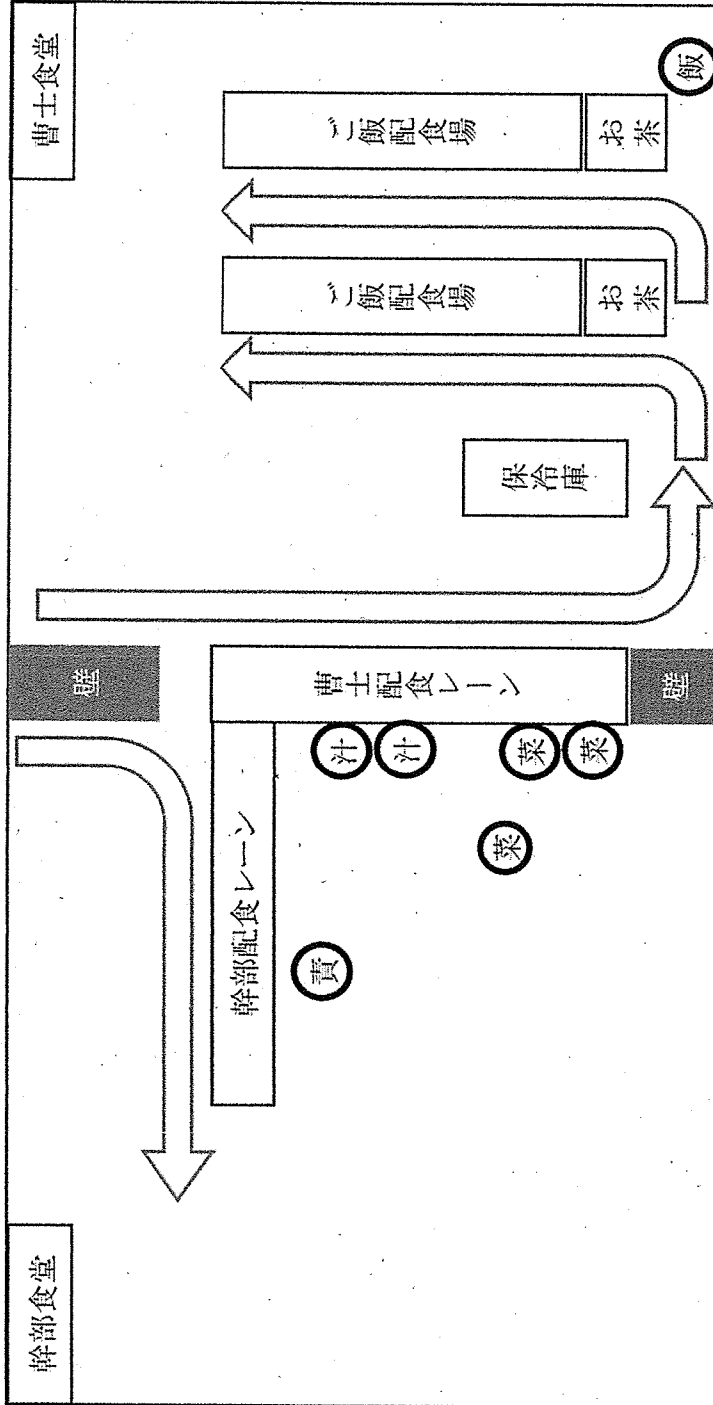 幹部食堂
壁
曹士食堂
幹部配食レーン
曹士配食レーン
ご飯配食場
ご飯配食場
責
汁
汁
菜
菜
菜
保冷庫
お茶
お茶
壁
飯